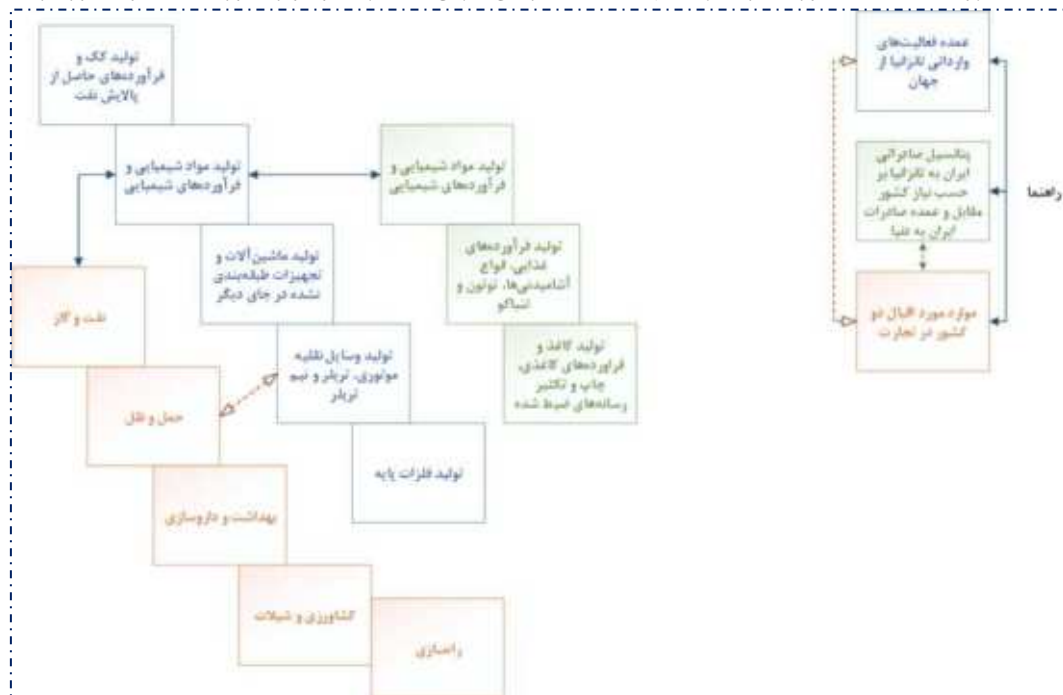 عمده فعالیت‌های
وارداتی تانزانیا از
جهان
پتانسیل صادراتی
ایران به تانزانیا بر
حسب نیاز کشور
مقابل و عمده صادرات
ایران به دنیا
راهنما
موارد مورد اقبال دو
کشور در تجارت
تولید کک و
فرآورده‌های حاصل از
پالایش نفت
تولید مواد شیمیایی و
فرآورده‌های شیمیایی
تولید ماشین‌آلات و
تجهیزات طبقه‌بندی
نشده در جای دیگر
تولید وسایل نقلیه
موتوری، تریلر و نیم
تریلر
تولید فلزات پایه
تولید مواد شیمیایی و
فرآورده‌های شیمیایی
تولید فرآورده‌های
غذایی، انواع
آشامیدنی‌ها، توتون و
تنباکو
تولید کاغذ و
فراورده‌های کاغذی،
چاپ و تکثیر
رسانه‌های ضبط شده
نفت و گاز
حمل و نقل
بهداشت و داروسازی
کشاورزی و شیلات
راهسازی